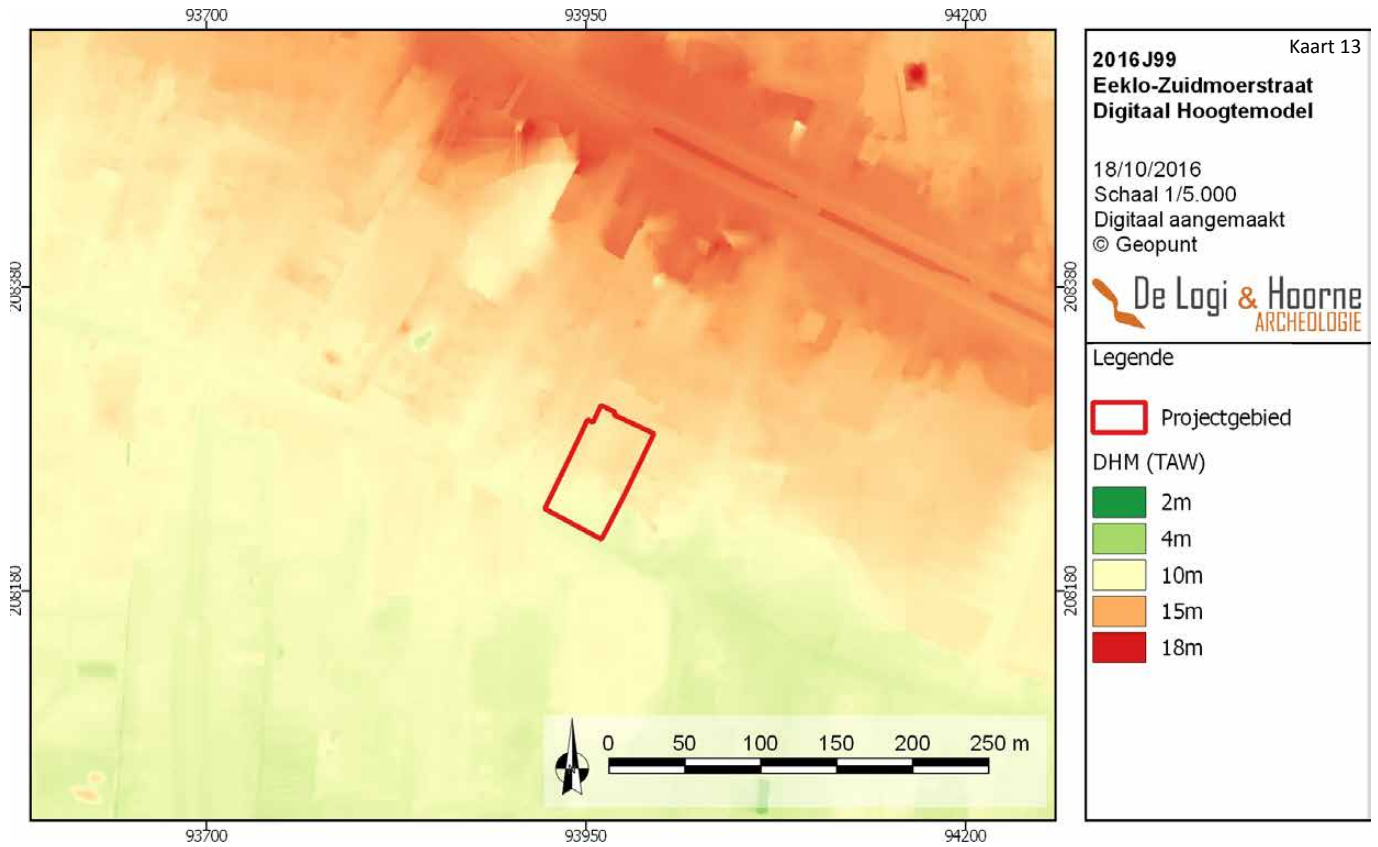 93700 93950 94200
208380 208380
208180 208180
0 50 100 150 200 250 m
93700 93950 94200
Kaart 13
2016J99
Eeklo-Zuidmoerstraat
Digitaal Hoogtemodel
18/10/2016
Schaal 1/5.000
Digitaal aangemaakt
© Geopunt
De Logi & Hoorne
ARCHEOLOGIE
Legende
Projectgebied
DHM (TAW)
2m
4m
10m
15m
18m